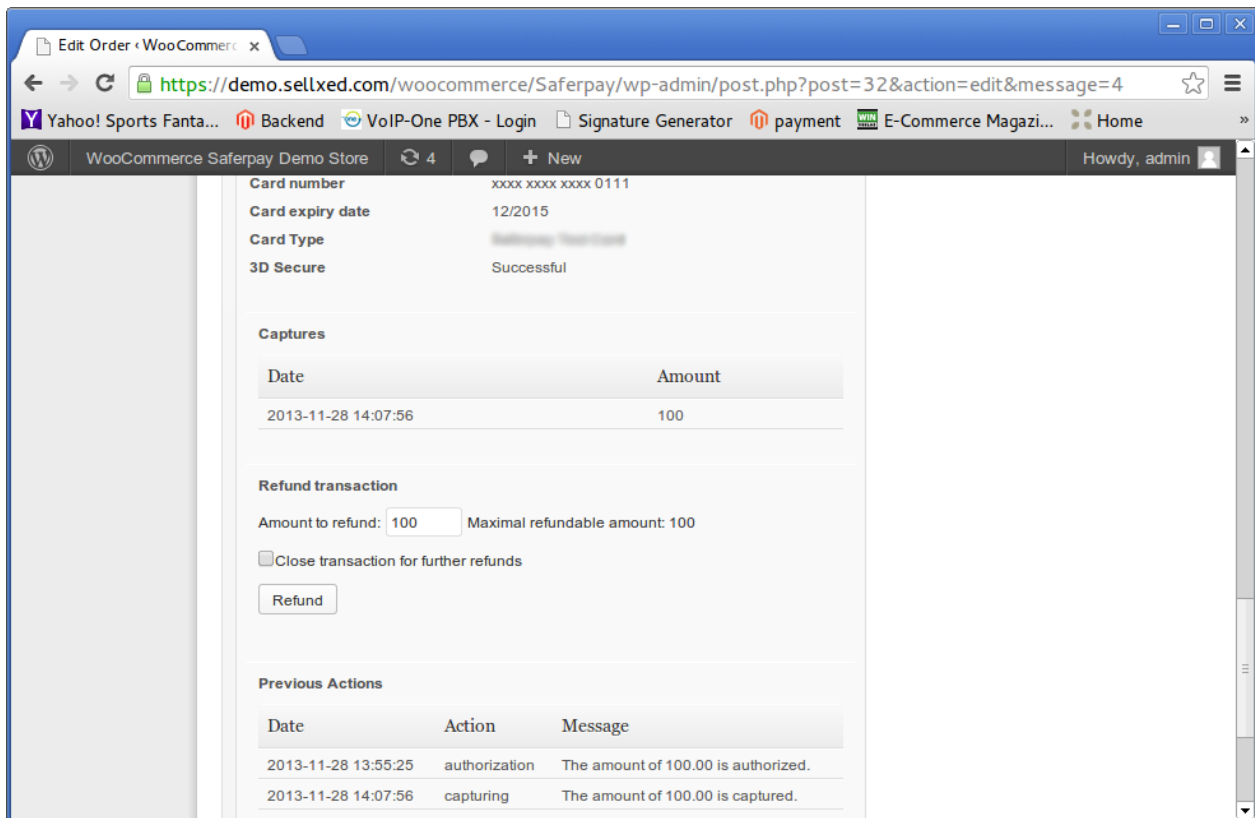 Edit Order ‹ WooCommerc
https://demo.sellxed.com/woocommerce/Saferpay/wp-admin/post.php?post=32&action=edit&message=4
Yahoo! Sports Fanta... Backend VoIP-One PBX - Login Signature Generator payment E-Commerce Magazi... Home »
WooCommerce Saferpay Demo Store 4 + New Howdy, admin
Card number xxxx xxxx xxxx 0111
Card expiry date 12/2015
Card Type
3D Secure Successful
Captures
Date Amount
2013-11-28 14:07:56 100
Refund transaction
Amount to refund: 100 Maximal refundable amount: 100
Close transaction for further refunds
Refund
Previous Actions
Date Action Message
2013-11-28 13:55:25 authorization The amount of 100.00 is authorized.
2013-11-28 14:07:56 capturing The amount of 100.00 is captured.